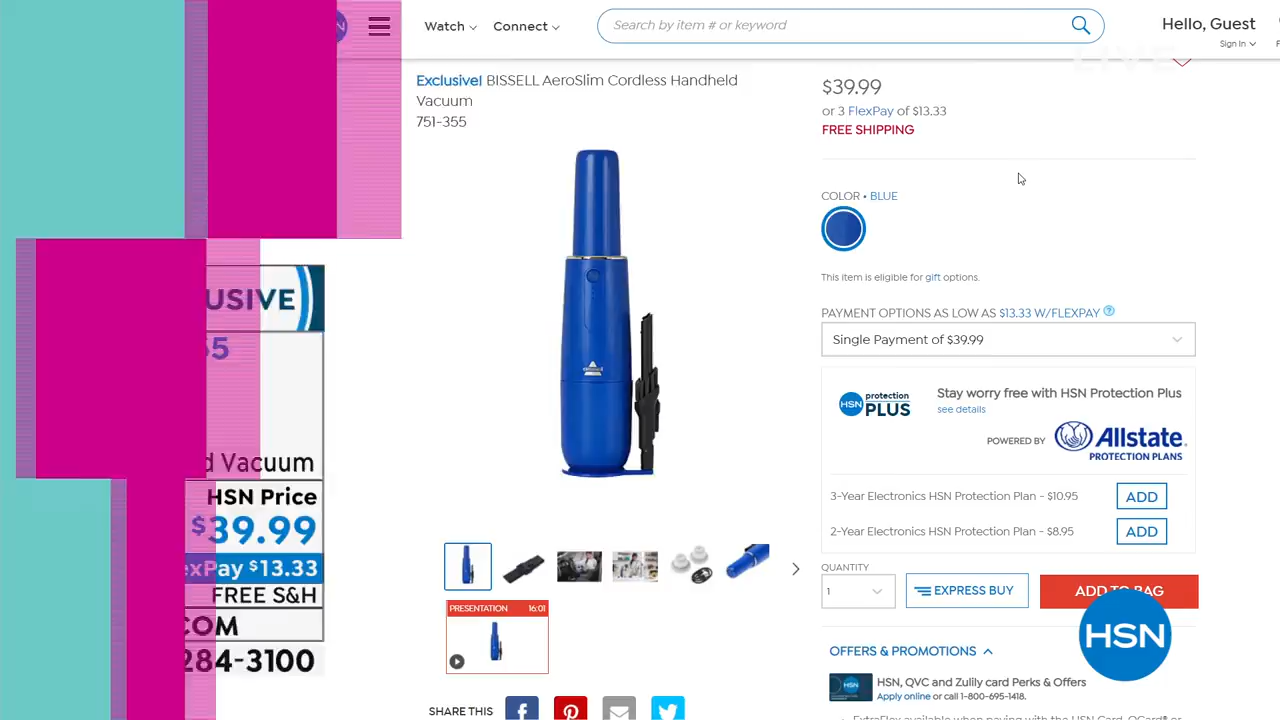 Watch
Connect
Search by item # or keyword
Hello, Guest
Sign In
LIVE
Exclusive! BISSELL AeroSlim Cordless Handheld
Vacuum
751-355
$39.99
or 3 FlexPay of $13.33
FREE SHIPPING
COLOR • BLUE
This item is eligible for gift options.
PAYMENT OPTIONS AS LOW AS $13.33 W/FLEXPAY ?
Single Payment of $39.99
HSN protection PLUS
Stay worry free with HSN Protection Plus
see details
POWERED BY Allstate
PROTECTION PLANS
3-Year Electronics HSN Protection Plan - $10.95
ADD
2-Year Electronics HSN Protection Plan - $8.95
ADD
QUANTITY
1
EXPRESS BUY
ADD TO BAG
HSN
OFFERS & PROMOTIONS
HSN, QVC and Zulily card Perks & Offers
Apply online or call 1-800-695-1418.
PRESENTATION 16:01
SHARE THIS
USIVE
55
d Vacuum
HSN Price
$39.99
exPay $13.33
FREE S&H
COM
284-3100